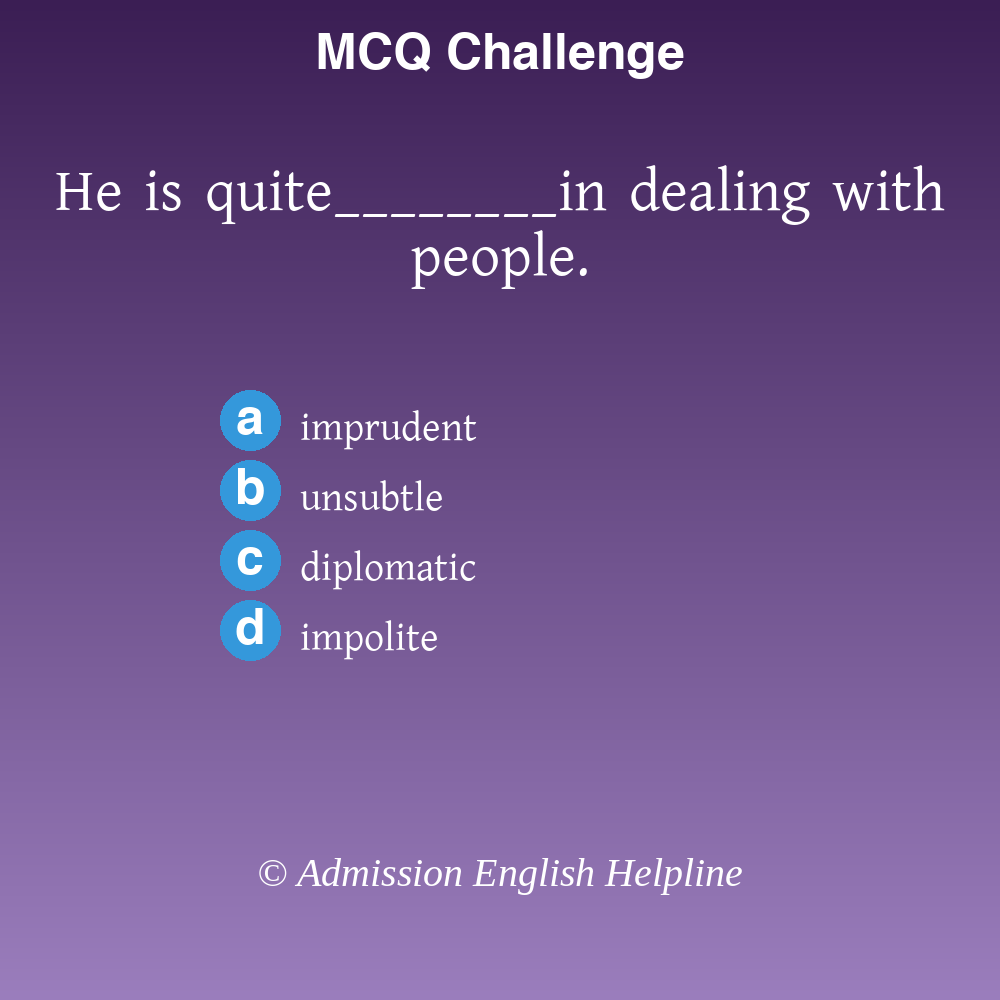 MCQ Challenge
He is quite________in dealing with
people.
a imprudent
b unsubtle
c diplomatic
d impolite
© Admission English Helpline